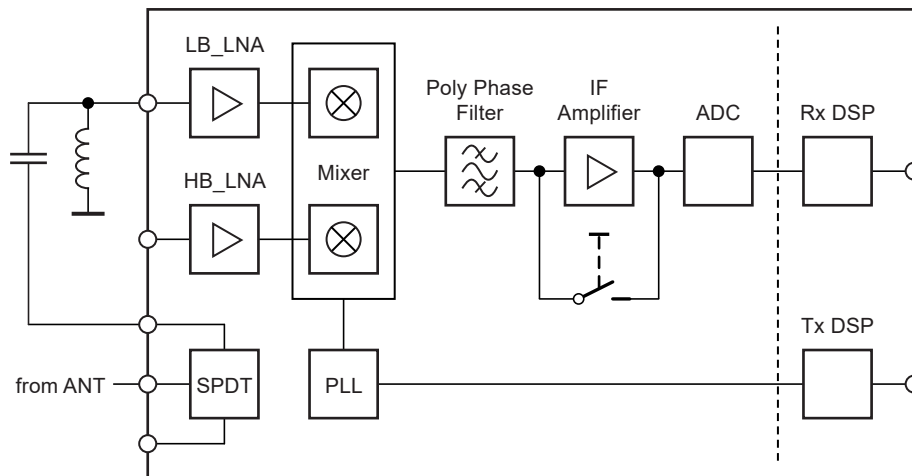 LB_LNA
HB_LNA
Mixer
Poly Phase
Filter
IF
Amplifier
ADC
Rx DSP
Tx DSP
from ANT
SPDT
PLL